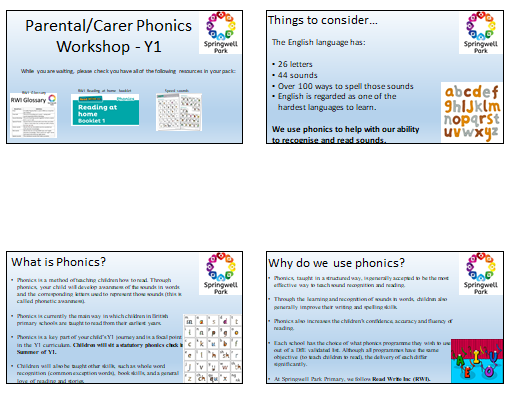 Parental/Carer Phonics
Workshop - Y1
Springwell
Park
While you are waiting, please check you have all of the following resources in your pack:
RWI Glossary
RWI Reading at home booklet
Speed sounds
RWI Glossary
Phonics
Reading at
home
Booklet 1
Things to consider...
Springwell
Park
The English language has:
• 26 letters
• 44 sounds
• Over 100 ways to spell those sounds
• English is regarded as one of the
hardest languages to learn.
We use phonics to help with our ability
to recognise and read sounds.
abcdef
ghijklm
nopqrst
uvwxyz
What is Phonics?
Springwell
Park
• Phonics is a method of teaching children how to read. Through
phonics, your child will develop awareness of the sounds in words
and the corresponding letters used to represent those sounds (this is
called phonetic awareness).
• Phonics is currently the main way in which children in British
primary schools are taught to read from their earliest years.
• Phonics is a key part of your child's Y1 journey and is a focal point
in the Y1 curriculum. Children will sit a statutory phonics check in
Summer of Y1.
• Children will also be taught other skills, such as whole word
recognition (common exception words), book skills, and a general
love of reading and stories.
Why do we use phonics?
Springwell
Park
• Phonics, taught in a structured way, is generally accepted to be the most
effective way to teach sound recognition and reading.
• Through the learning and recognition of sounds in words, children also
generally improve their writing and spelling skills.
• Phonics also increases the children's confidence, accuracy and fluency of
reading.
• Each school has the choice of what phonics programme they wish to use
out of a DfE validated list. Although all programmes have the same
objective (to teach children to read), the delivery of each differ
significantly.
• At Springwell Park Primary, we follow Read Write Inc (RWI).